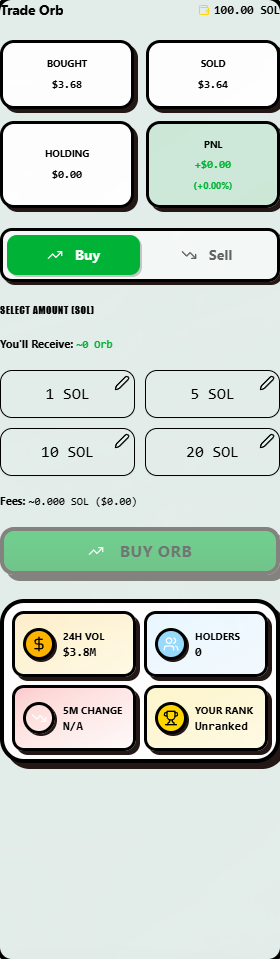 Trade Orb
100.00 SOL
BOUGHT
$3.68
SOLD
$3.64
HOLDING
$0.00
PNL
+$0.00
(+0.00%)
Buy
Sell
SELECT AMOUNT (SOL)
You'll Receive: ~0 Orb
1 SOL
5 SOL
10 SOL
20 SOL
Fees: ~0.000 SOL ($0.00)
BUY ORB
24H VOL
$3.8M
HOLDERS
0
5M CHANGE
N/A
YOUR RANK
Unranked